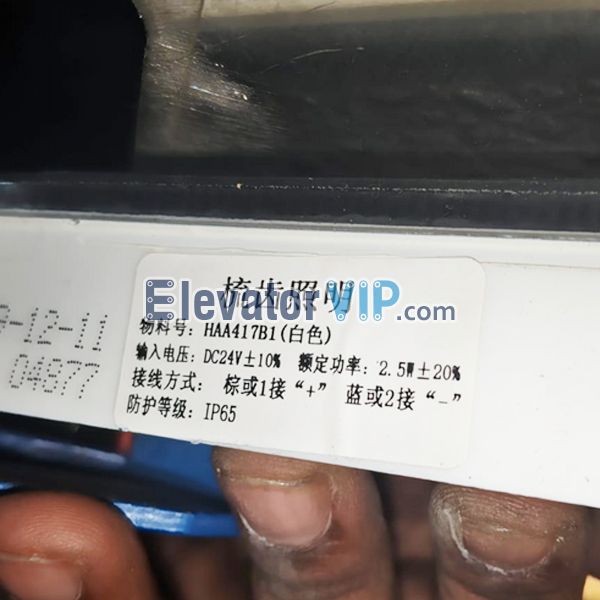 梳齿照明
ElevatorVIP.com
物料号: HAA417B1(白色)
输入电压: DC24V±10% 额定功率: 2.5W±20%
接线方式: 棕或1接“+” 蓝或2接“-”
防护等级: IP65
-12-11
04877